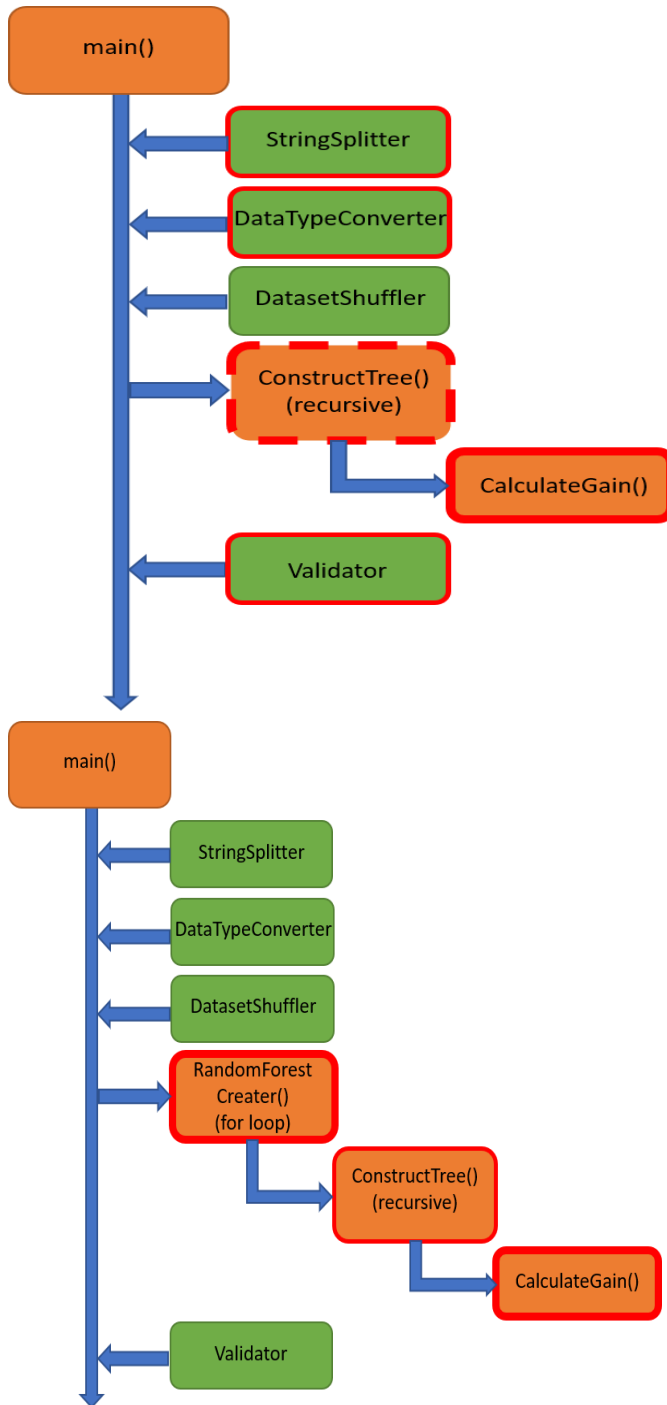 main()
StringSplitter
DataTypeConverter
DatasetShuffler
ConstructTree()
(recursive)
CalculateGain()
Validator
main()
StringSplitter
DataTypeConverter
DatasetShuffler
RandomForest
Creater()
(for loop)
ConstructTree()
(recursive)
CalculateGain()
Validator